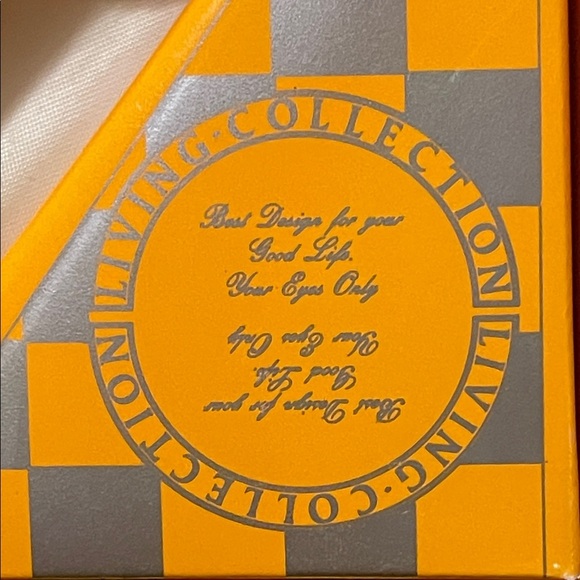 LIVING·COLLECTION
Best Design for your
Good Life.
Your Eyes Only
Best Design for your
Good Life.
Your Eyes Only
LIVING·COLLECTION